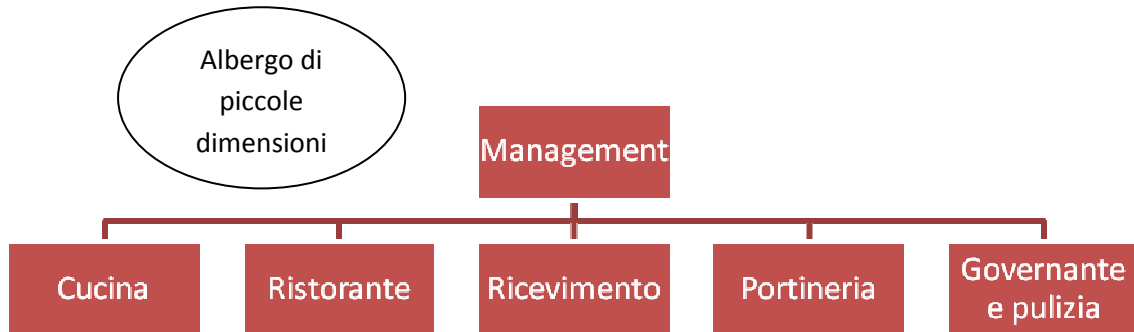 Albergo di
piccole
dimensioni
Management
Cucina
Ristorante
Ricevimento
Portineria
Governante
e pulizia